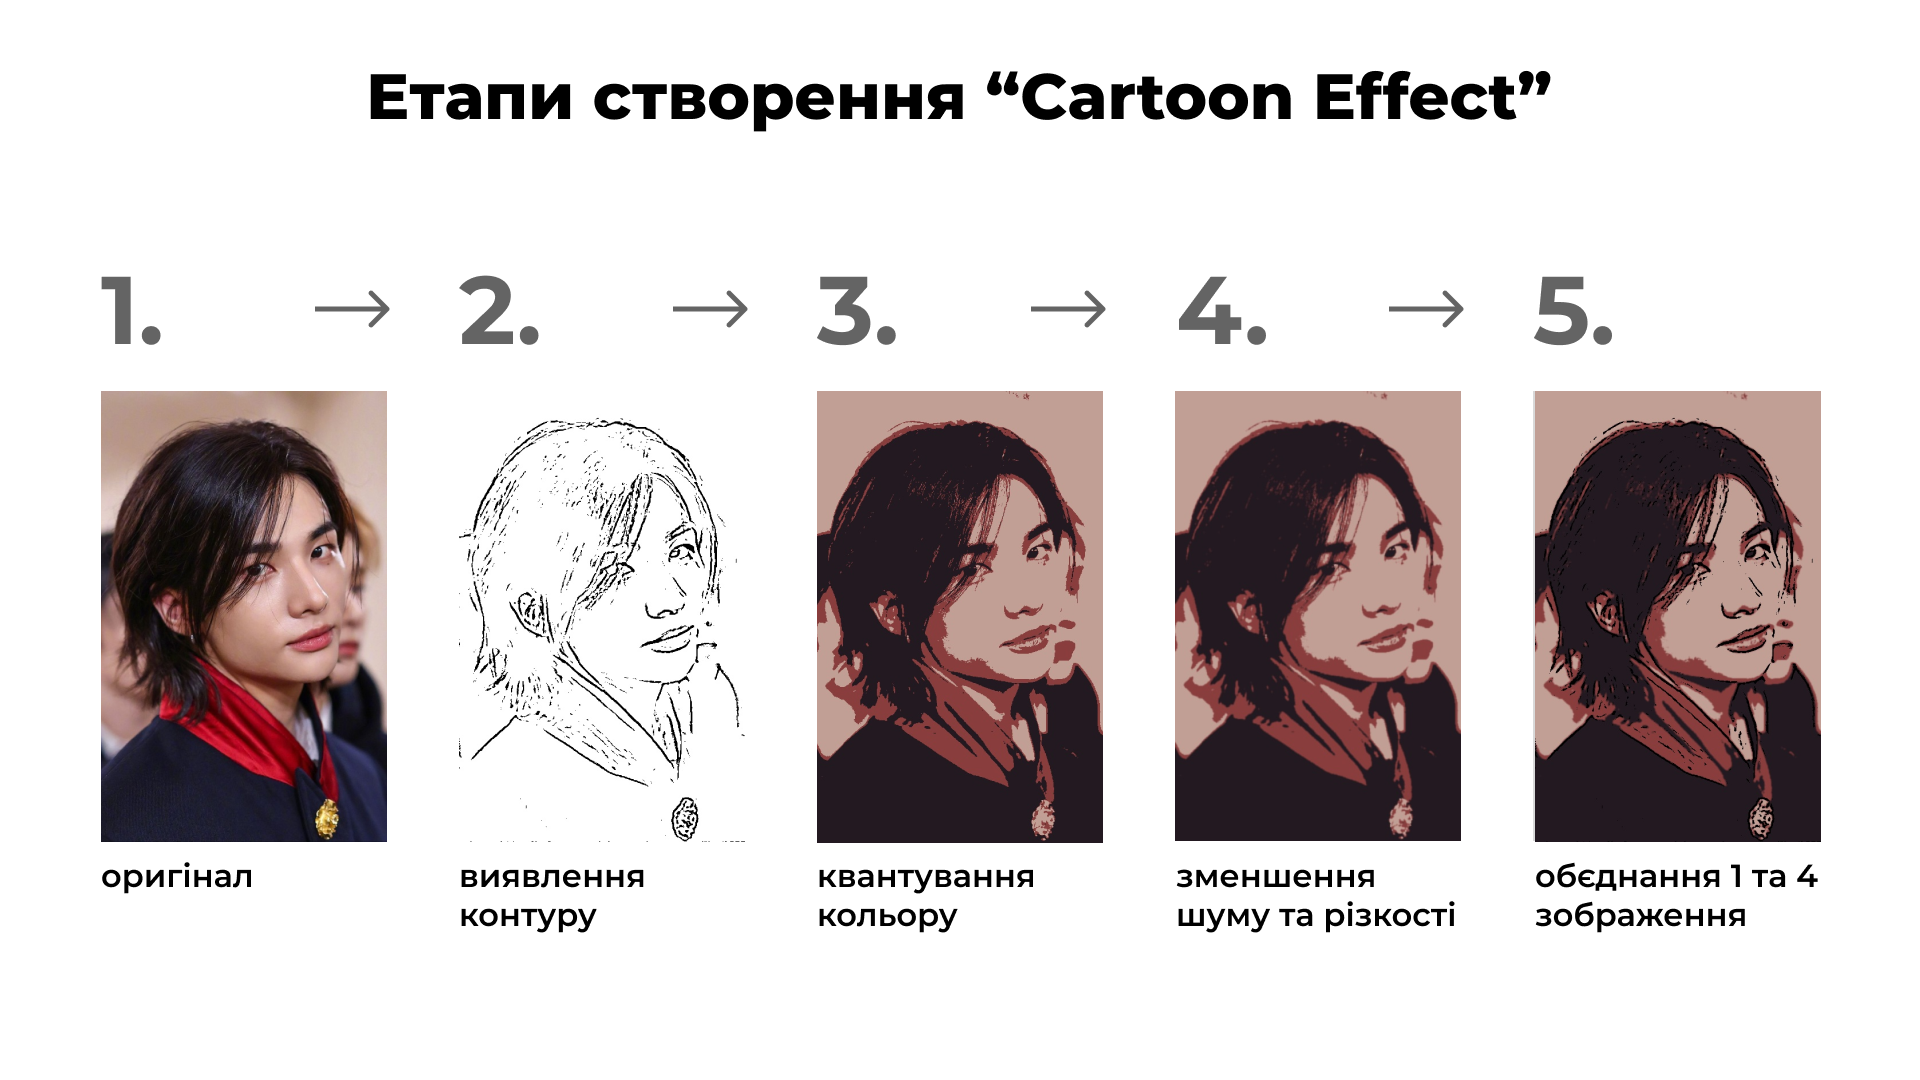 Етапи створення “Cartoon Effect”
1.
2.
3.
4.
5.
оригінал
виявлення
контуру
квантування
кольору
зменшення
шуму та різкості
обєднання 1 та 4
зображення